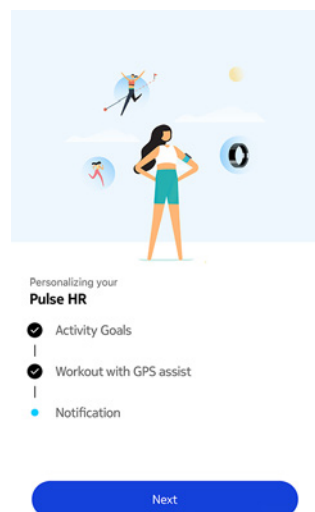 Personalizing your
Pulse HR
Activity Goals
Workout with GPS assist
Notification
Next